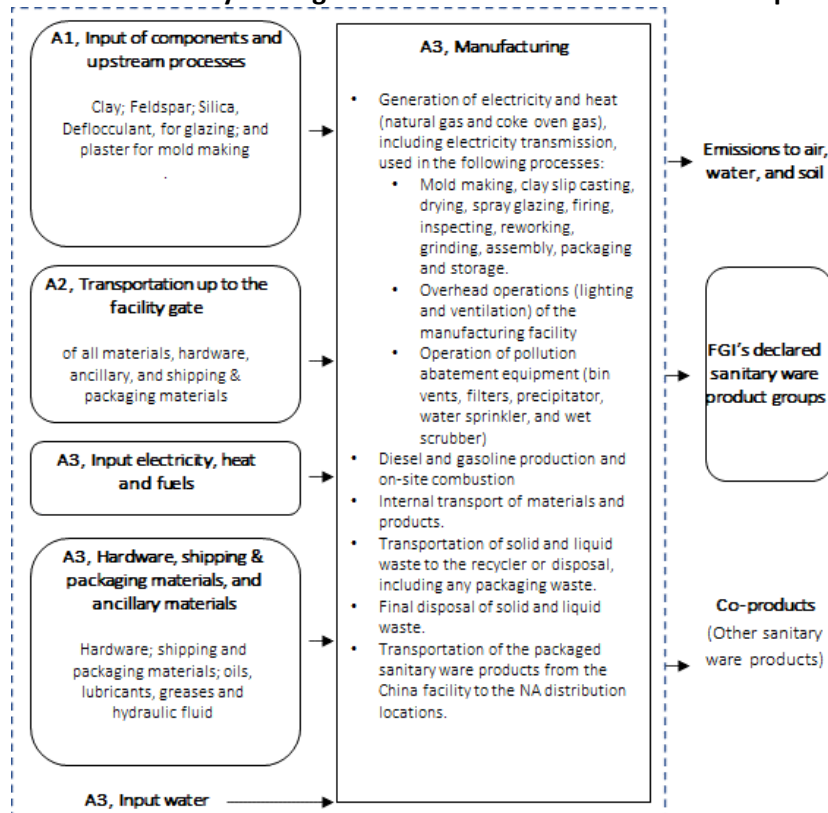 A1, Input of components and
upstream processes
Clay; Feldspar; Silica,
Deflocculant, for glazing; and
plaster for mold making
.
A2, Transportation up to the
facility gate
of all materials, hardware,
ancillary, and shipping &
packaging materials
A3, Input electricity, heat
and fuels
A3, Hardware, shipping &
packaging materials, and
ancillary materials
Hardware; shipping and
packaging materials; oils,
lubricants, greases and
hydraulic fluid
A3, Input water
A3, Manufacturing
• Generation of electricity and heat
(natural gas and coke oven gas),
including electricity transmission,
used in the following processes:
• Mold making, clay slip casting,
drying, spray glazing, firing,
inspecting, reworking,
grinding, assembly, packaging
and storage.
• Overhead operations (lighting
and ventilation) of the
manufacturing facility
• Operation of pollution
abatement equipment (bin
vents, filters, precipitator,
water sprinkler, and wet
scrubber)
• Diesel and gasoline production and
on-site combustion
• Internal transport of materials and
products.
• Transportation of solid and liquid
waste to the recycler or disposal,
including any packaging waste.
• Final disposal of solid and liquid
waste.
• Transportation of the packaged
sanitary ware products from the
China facility to the NA distribution
locations.
Emissions to air,
water, and soil
FGI's declared
sanitary ware
product groups
Co-products
(Other sanitary
ware products)